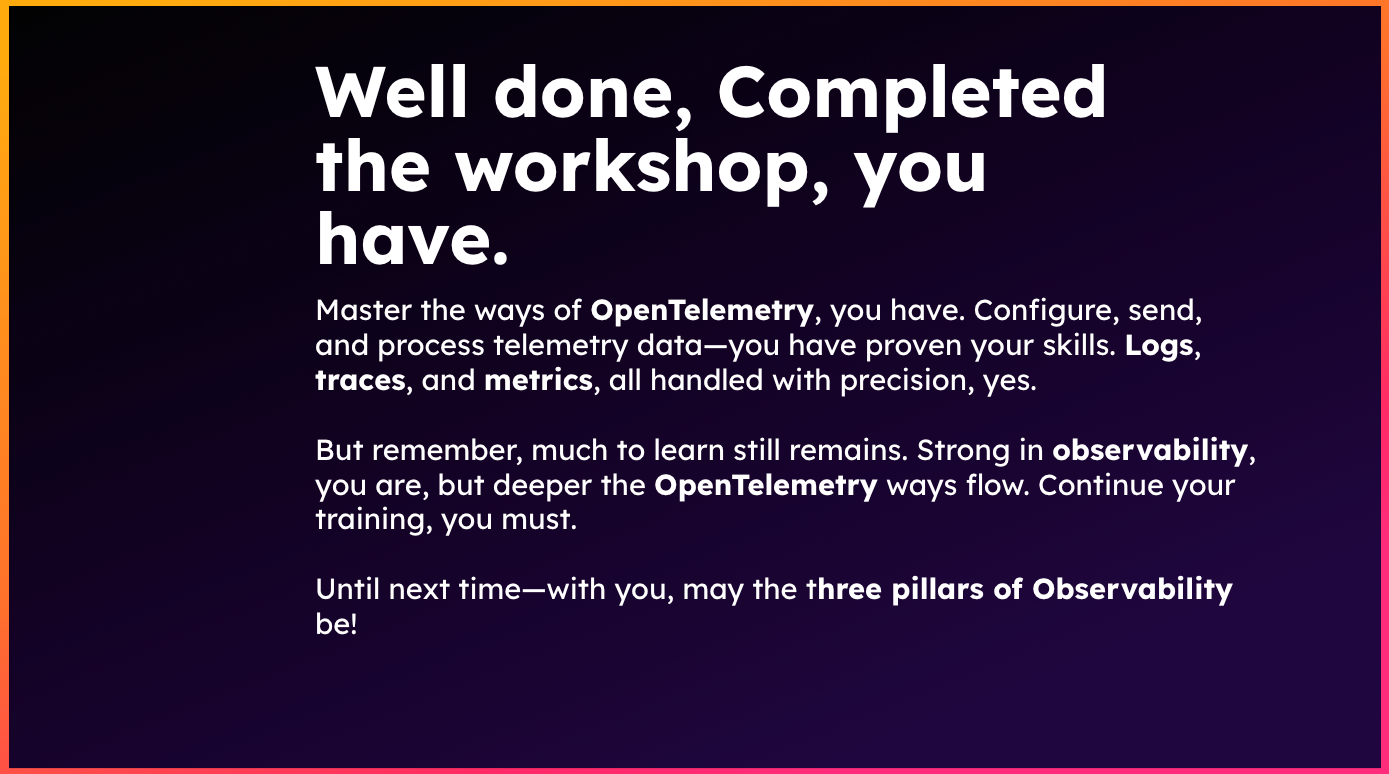 Well done, Completed
the workshop, you
have.
Master the ways of OpenTelemetry, you have. Configure, send,
and process telemetry data—you have proven your skills. Logs,
traces, and metrics, all handled with precision, yes.
But remember, much to learn still remains. Strong in observability,
you are, but deeper the OpenTelemetry ways flow. Continue your
training, you must.
Until next time—with you, may the three pillars of Observability
be!